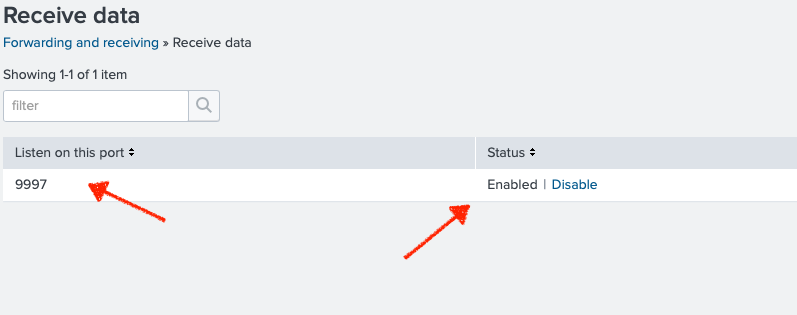 Receive data
Forwarding and receiving » Receive data
Showing 1-1 of 1 item
filter
Listen on this port Status
9997 Enabled | Disable